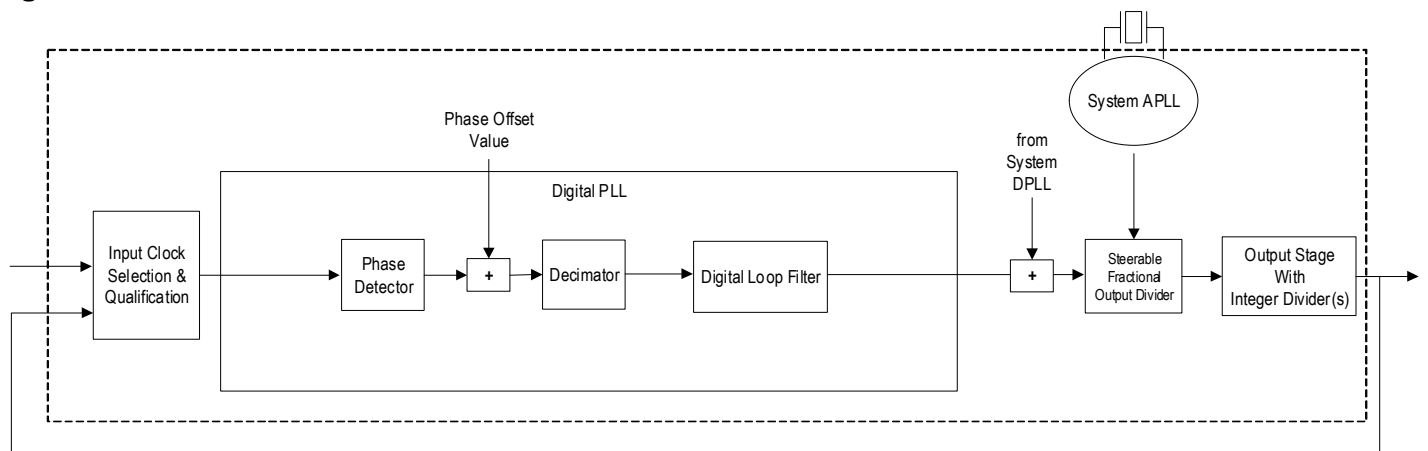 System APLL
Phase Offset
Value
from
System
DPLL
Digital PLL
Input Clock
Selection &
Qualification
Phase
Detector
+
Decimator
Digital Loop Filter
+
Steerable
Fractional
Output Divider
Output Stage
With
Integer Divider(s)